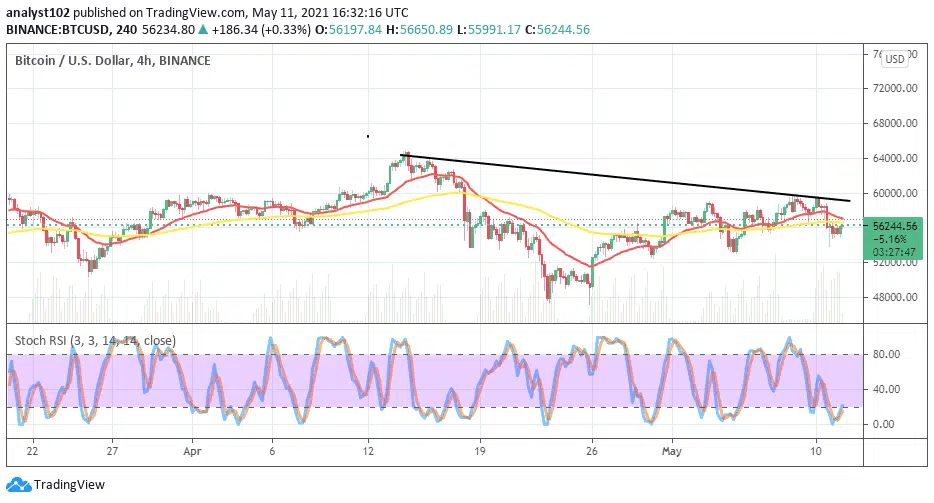 analyst102 published on TradingView.com, May 11, 2021 16:32:16 UTC
BINANCE:BTCUSD, 240 56234.80 ▲ +186.34 (+0.33%) O:56197.84 H:56650.89 L:55991.17 C:56244.56
Bitcoin / U.S. Dollar, 4h, BINANCE
USD
72000.00
68000.00
64000.00
60000.00
56244.56
-5.16%
03:27:47
52000.00
48000.00
Stoch RSI (3, 3, 14, 14, close)
80.00
40.00
0.00
22 27 Apr 6 12 19 26 May 10
TradingView